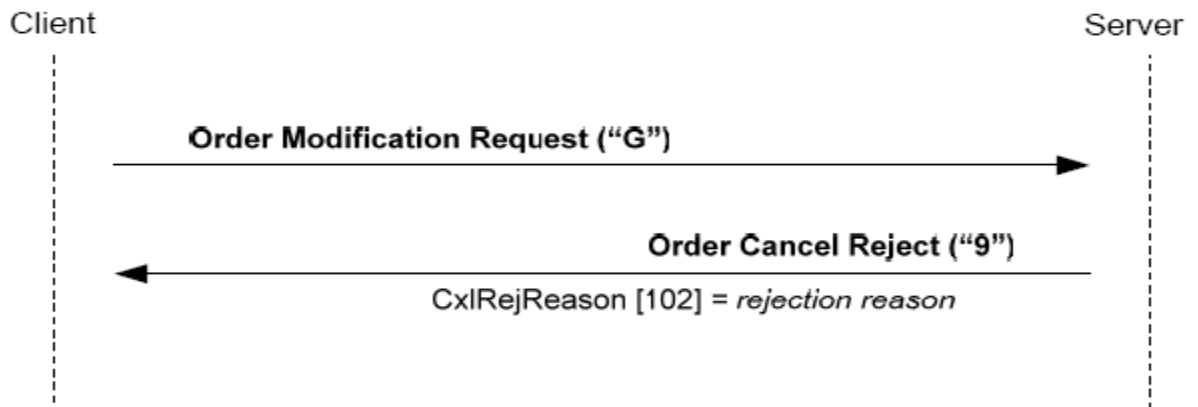 Client
Server
Order Modification Request (“G”)
Order Cancel Reject (“9”)
CxlRejReason [102] = rejection reason